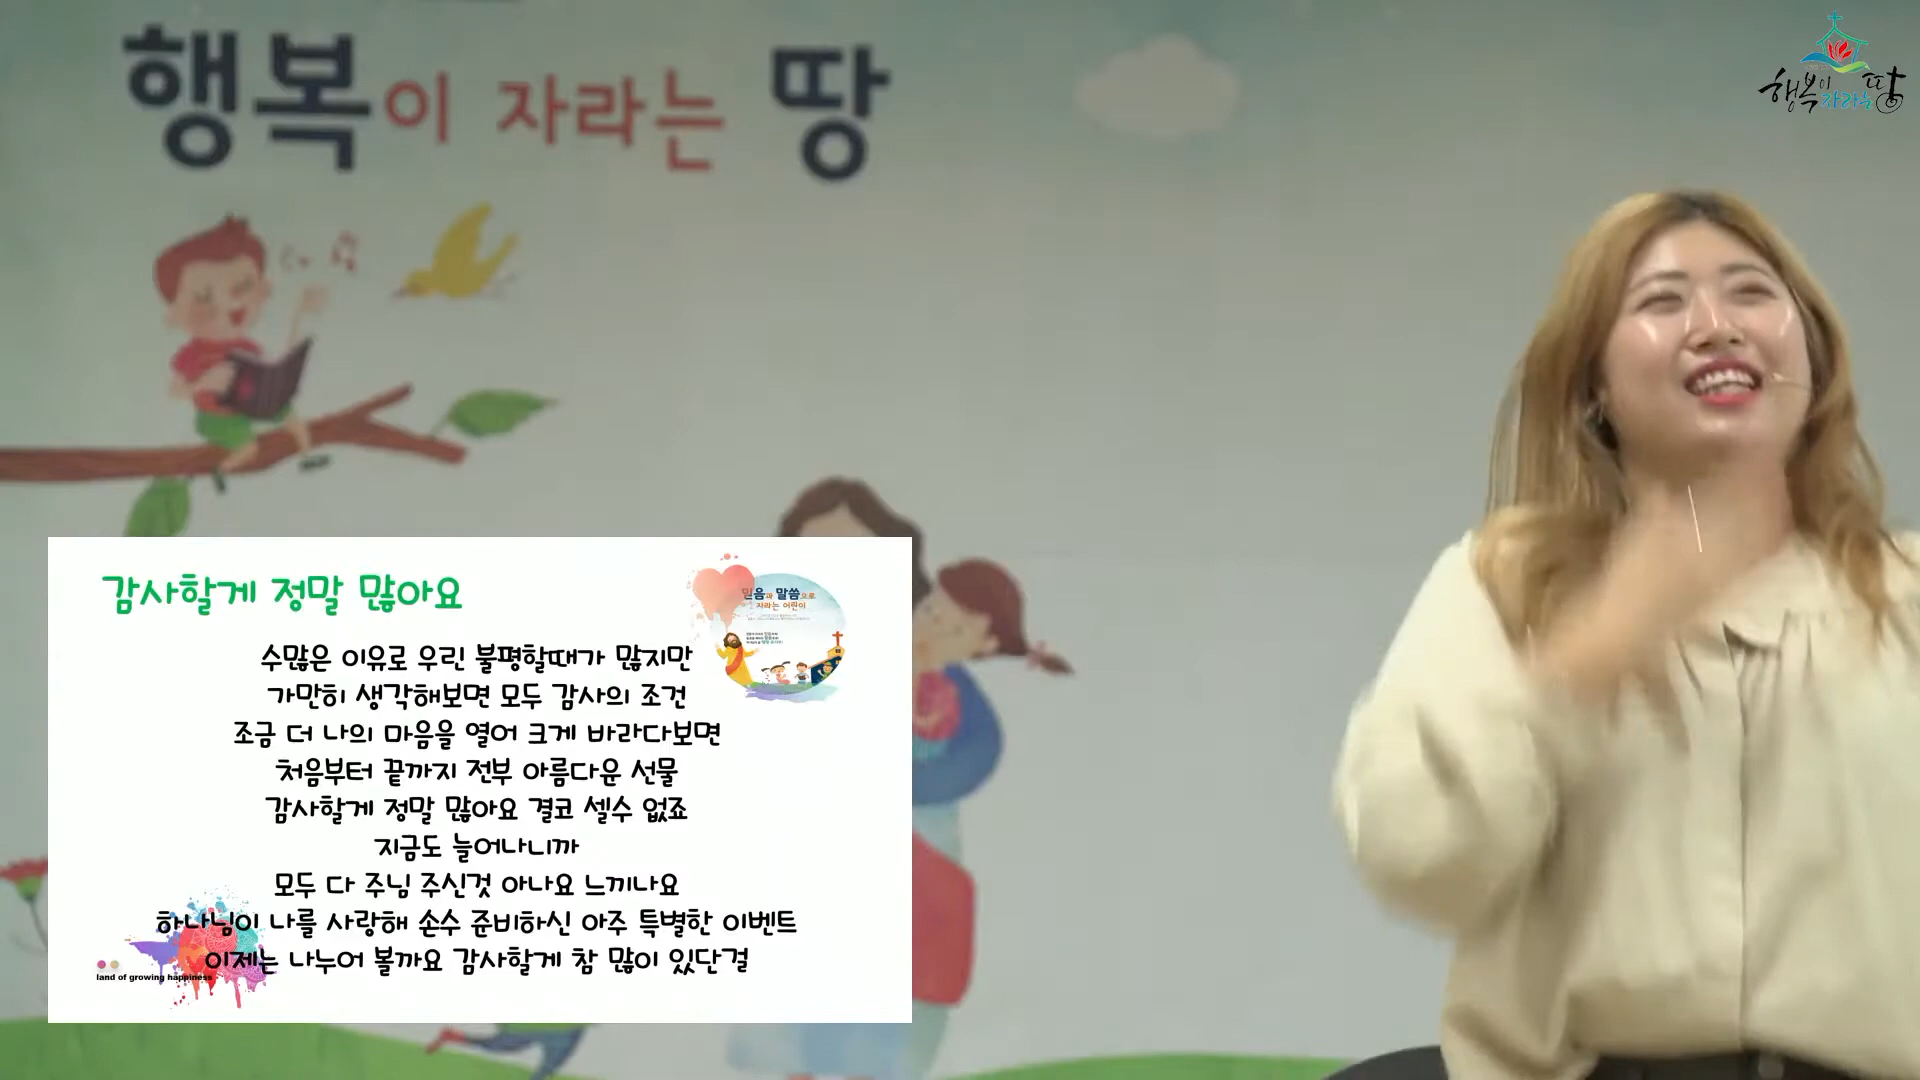 행복이 자라는 땅
행복이 자라는 땅
감사할게 정말 많아요
믿음과 말씀으로
자라는 어린이
수많은 이유로 우린 불평할때가 많지만
가만히 생각해보면 모두 감사의 조건
조금 더 나의 마음을 열어 크게 바라다보면
처음부터 끝까지 전부 아름다운 선물
감사할게 정말 많아요 결코 셀수 없죠
지금도 늘어나니까
모두 다 주님 주신것 아나요 느끼나요
하나님이 나를 사랑해 손수 준비하신 아주 특별한 이벤트
이제는 나누어 볼까요 감사할게 참 많이 있단걸
land of growing happiness